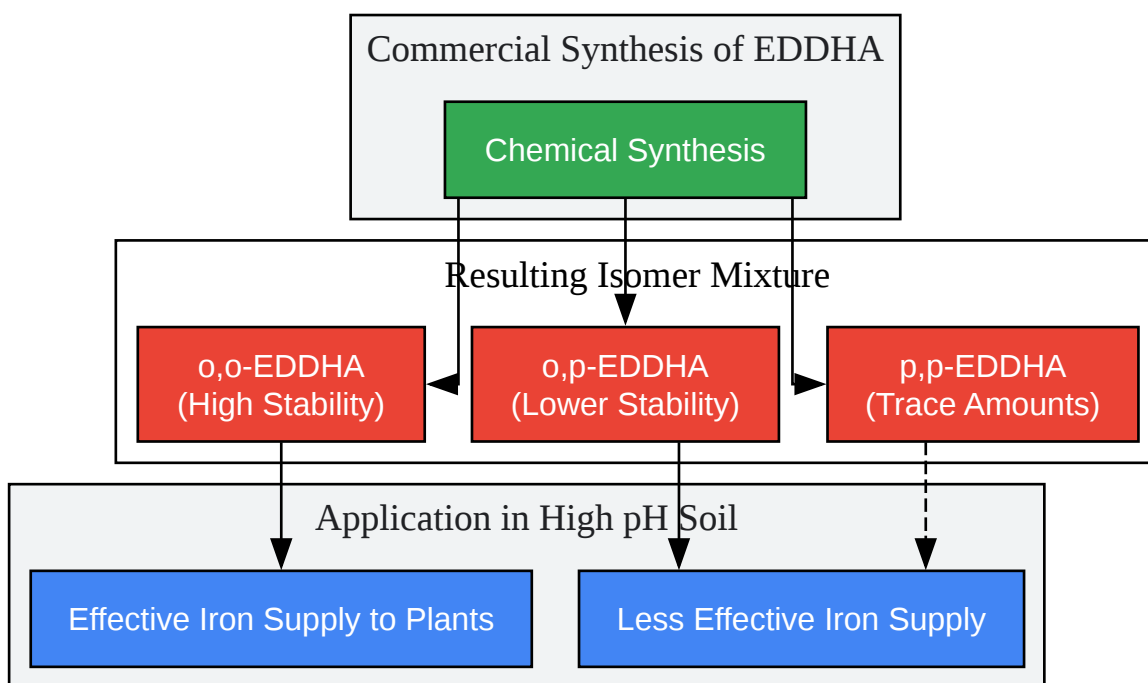 Commercial Synthesis of EDDHA
Chemical Synthesis
Resulting Isomer Mixture
o,o-EDDHA
(High Stability)
o,p-EDDHA
(Lower Stability)
p,p-EDDHA
(Trace Amounts)
Application in High pH Soil
Effective Iron Supply to Plants
Less Effective Iron Supply